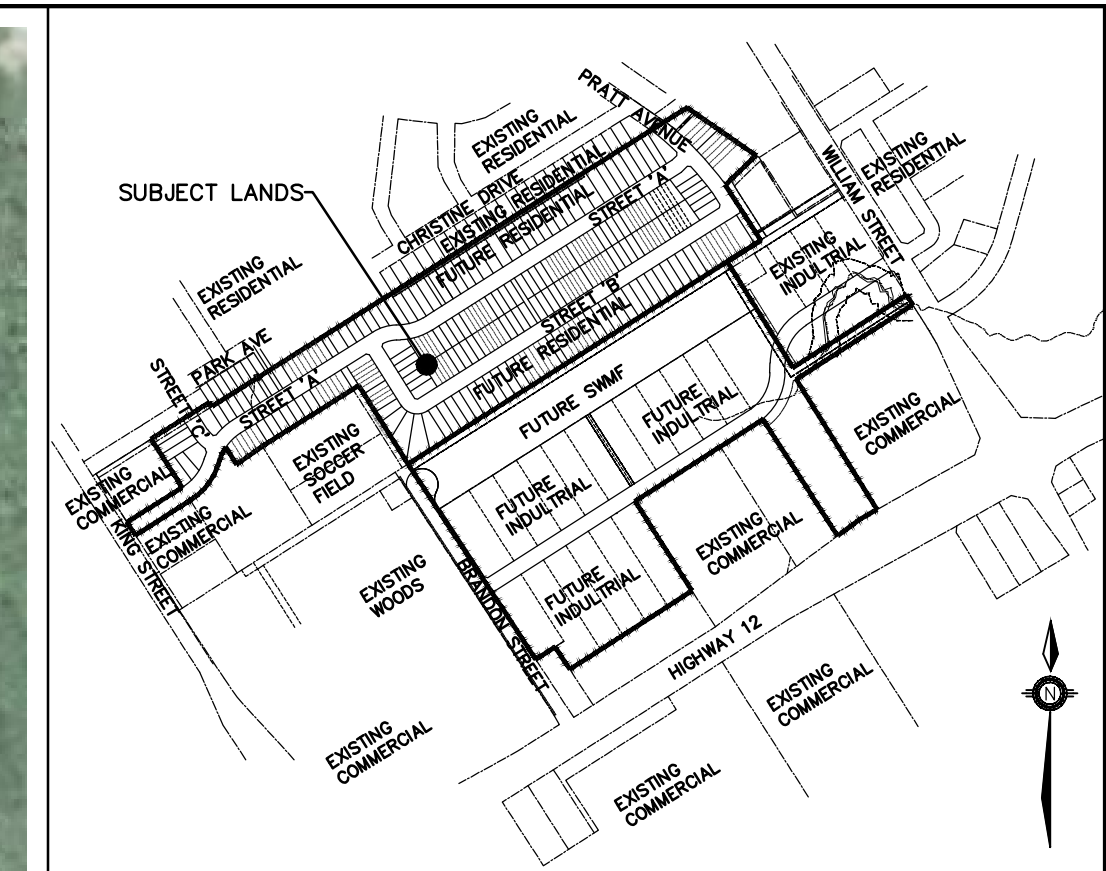 PRATT AVENUE
EXISTING
RESIDENTIAL
WILLIAM STREET
EXISTING
RESIDENTIAL
SUBJECT LANDS
CHRISTINE DRIVE
EXISTING RESIDENTIAL
FUTURE RESIDENTIAL
STREET 'A'
EXISTING
RESIDENTIAL
EXISTING
INDULTRIAL
STREET 'B'
FUTURE RESIDENTIAL
PARK AVE
STREET 'C'
STREET 'A'
FUTURE SWMF
FUTURE
INDULTRIAL
EXISTING
COMMERCIAL
EXISTING
SOCCER
FIELD
EXISTING
COMMERCIAL
KING STREET
EXISTING
COMMERCIAL
FUTURE
INDULTRIAL
EXISTING
COMMERCIAL
EXISTING
WOODS
BRANDON STREET
FUTURE
INDULTRIAL
HIGHWAY 12
EXISTING
COMMERCIAL
EXISTING
COMMERCIAL
EXISTING
COMMERCIAL
N